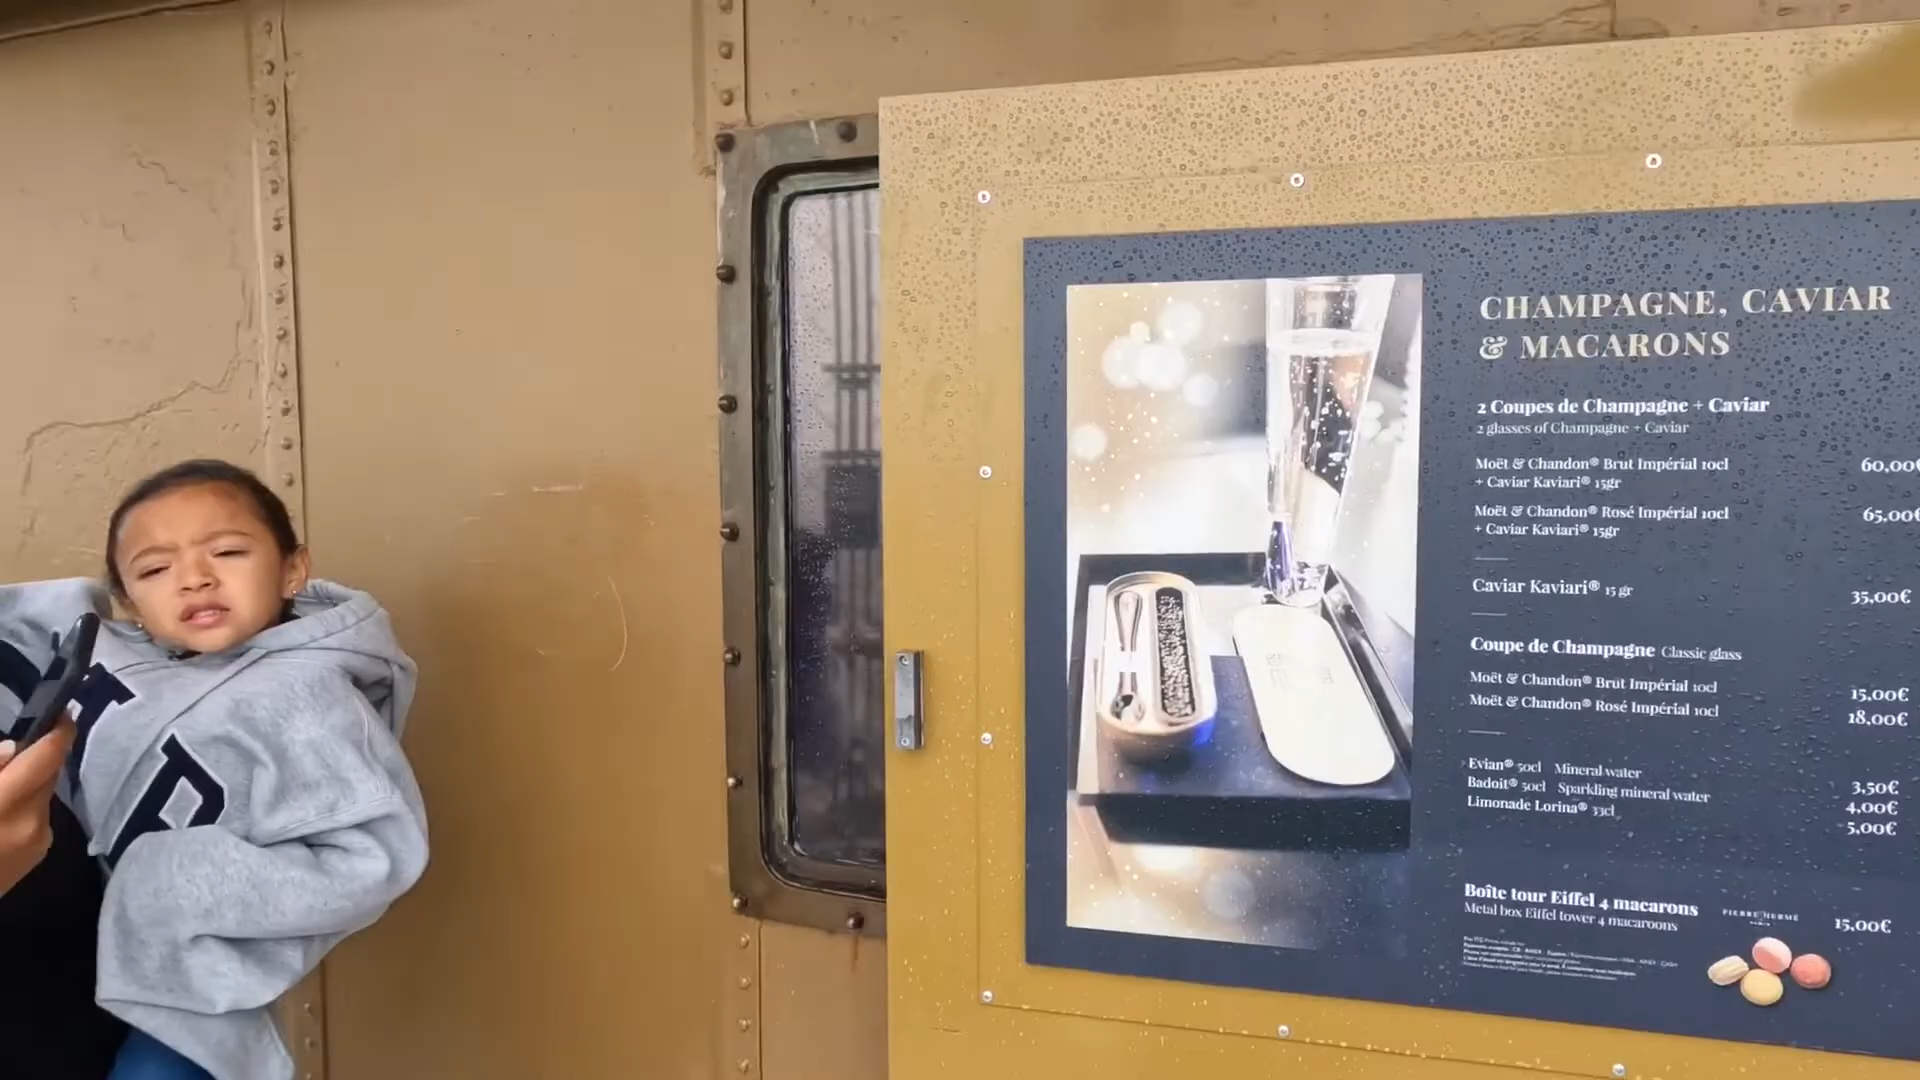 CHAMPAGNE, CAVIAR
& MACARONS
2 Coupes de Champagne + Caviar
2 glasses of Champagne + Caviar
Moët & Chandon® Brut Impérial 10cl 60,00€
+ Caviar Kaviari® 15gr
Moët & Chandon® Rosé Impérial 10cl 65,00€
+ Caviar Kaviari® 15gr
Caviar Kaviari® 15 gr 35,00€
Coupe de Champagne Classic glass
Moët & Chandon® Brut Impérial 10cl 15,00€
Moët & Chandon® Rosé Impérial 10cl 18,00€
Evian® 50cl Mineral water 3,50€
Badoit® 50cl Sparkling mineral water 4,00€
Limonade Lorina® 33cl 5,00€
Boîte tour Eiffel 4 macarons PIERRE HERMÉ 15,00€
Metal box Eiffel tower 4 macaroons PARIS